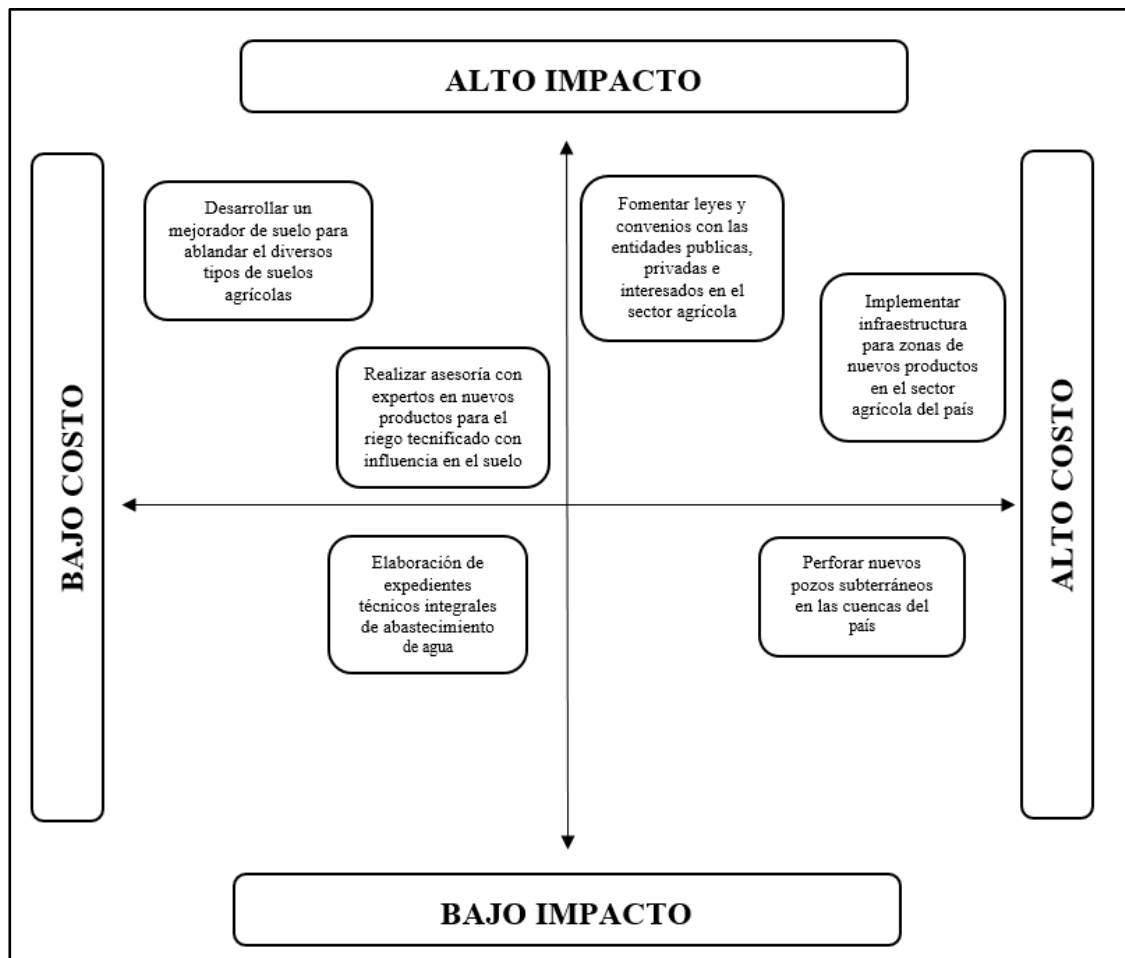 ALTO IMPACTO
BAJO COSTO
Desarrollar un
mejorador de suelo para
ablandar el diversos
tipos de suelos
agrícolas
Fomentar leyes y
convenios con las
entidades publicas,
privadas e
interesados en el
sector agrícola
Implementar
infraestructura
para zonas de
nuevos productos
en el sector
agrícola del país
Realizar asesoría con
expertos en nuevos
productos para el
riego tecnificado con
influencia en el suelo
ALTO COSTO
Elaboración de
expedientes
técnicos integrales
de abastecimiento
de agua
Perforar nuevos
pozos subterráneos
en las cuencas del
país
BAJO IMPACTO